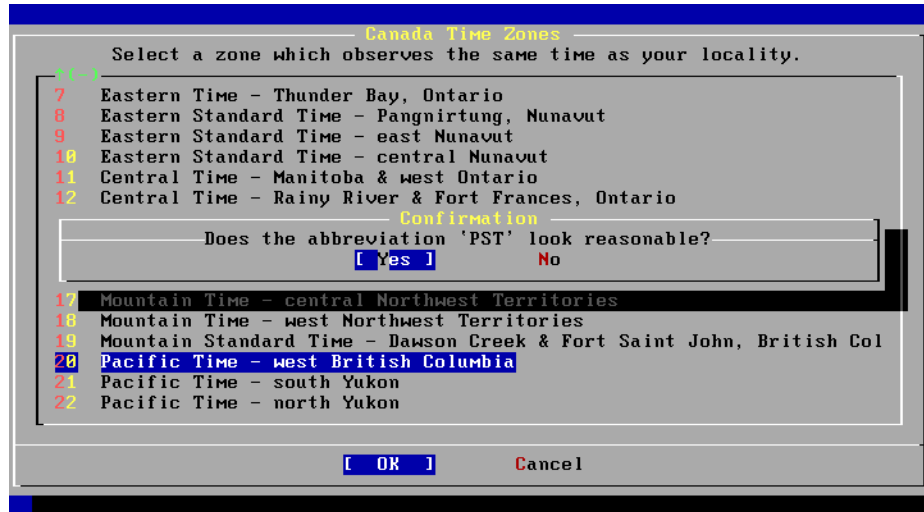 Canada Time Zones
Select a zone which observes the same time as your locality.
↑(-)
7 Eastern Time - Thunder Bay, Ontario
8 Eastern Standard Time - Pangnirtung, Nunavut
9 Eastern Standard Time - east Nunavut
10 Eastern Standard Time - central Nunavut
11 Central Time - Manitoba & west Ontario
12 Central Time - Rainy River & Fort Frances, Ontario
Confirmation
Does the abbreviation 'PST' look reasonable?
[ Yes ] No
17 Mountain Time - central Northwest Territories
18 Mountain Time - west Northwest Territories
19 Mountain Standard Time - Dawson Creek & Fort Saint John, British Col
20 Pacific Time - west British Columbia
21 Pacific Time - south Yukon
22 Pacific Time - north Yukon
[ OK ] Cancel